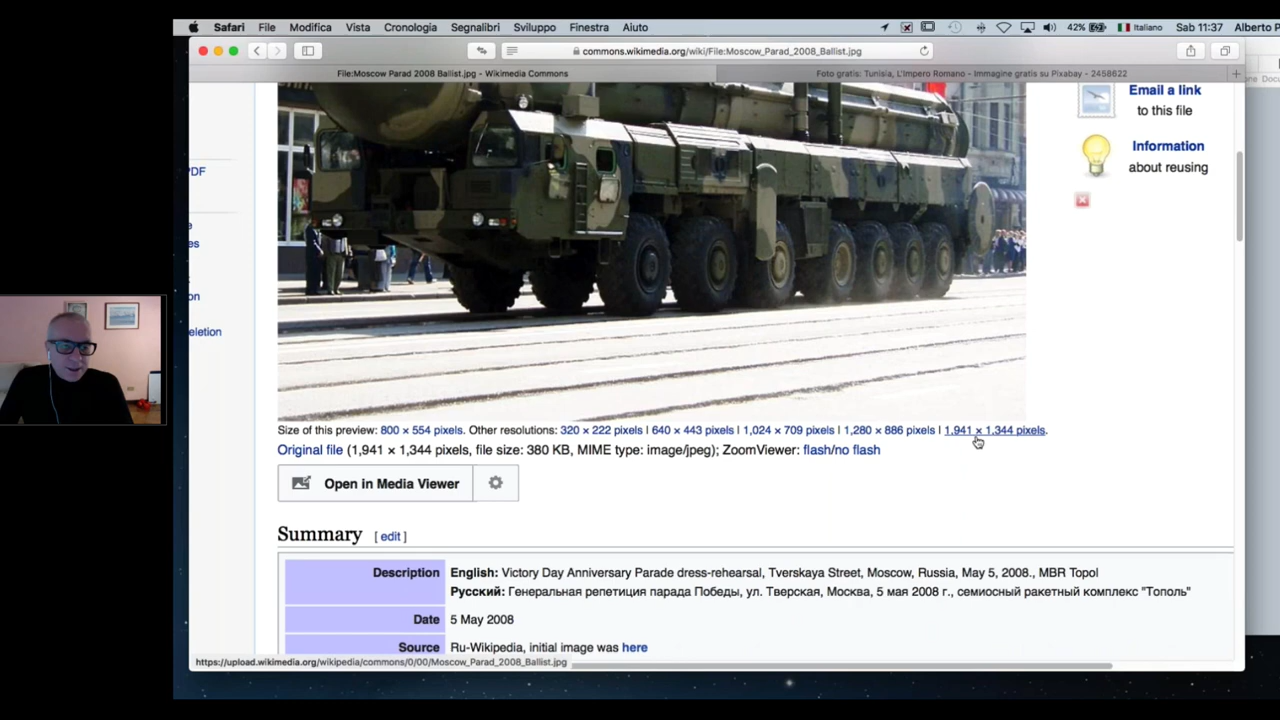 Safari File Modifica Vista Cronologia Segnalibri Sviluppo Finestra Aiuto 42% Italiano Sab 11:37 Alberto P
commons.wikimedia.org/wiki/File:Moscow_Parad_2008_Ballist.jpg
File:Moscow Parad 2008 Ballist.jpg - Wikimedia Commons
Foto gratis: Tunisia, L'Impero Romano - Immagine gratis su Pixabay - 2458622
Email a link
to this file
Information
about reusing
PDF
e
es
on
eletion
Size of this preview: 800 × 554 pixels. Other resolutions: 320 × 222 pixels | 640 × 443 pixels | 1,024 × 709 pixels | 1,280 × 886 pixels | 1,941 × 1,344 pixels.
Original file (1,941 × 1,344 pixels, file size: 380 KB, MIME type: image/jpeg); ZoomViewer: flash/no flash
Open in Media Viewer
Summary [ edit ]
Description English: Victory Day Anniversary Parade dress-rehearsal, Tverskaya Street, Moscow, Russia, May 5, 2008., MBR Topol
Русский: Генеральная репетиция парада Победы, ул. Тверская, Москва, 5 мая 2008 г., семиосный ракетный комплекс "Тополь"
Date 5 May 2008
Source Ru-Wikipedia, initial image was here
https://upload.wikimedia.org/wikipedia/commons/0/00/Moscow_Parad_2008_Ballist.jpg